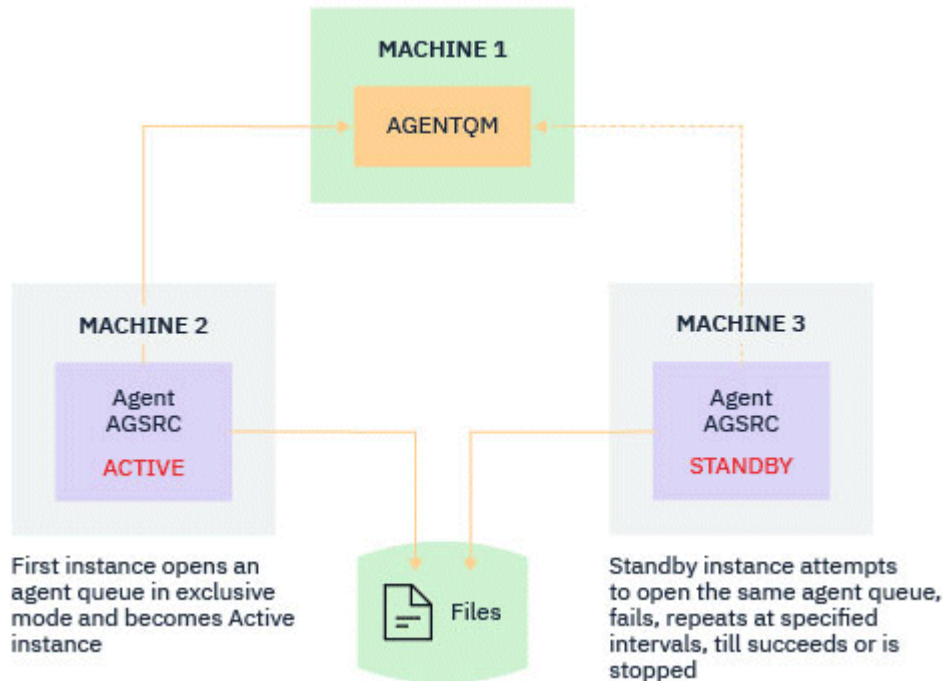 MACHINE 1
AGENTQM
MACHINE 2
Agent
AGSRC
ACTIVE
MACHINE 3
Agent
AGSRC
STANDBY
First instance opens an
agent queue in exclusive
mode and becomes Active
instance
Files
Standby instance attempts
to open the same agent queue,
fails, repeats at specified
intervals, till succeeds or is
stopped